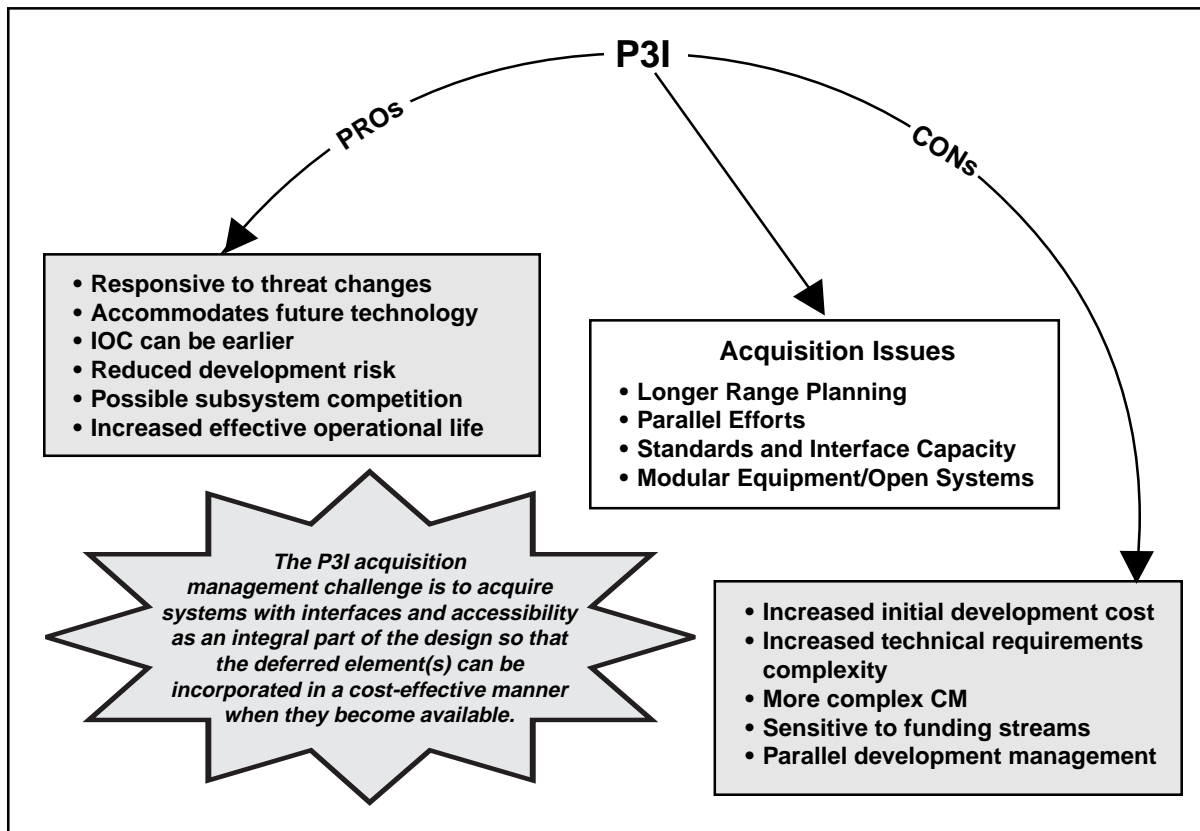 P3I
PROs
CONs
• Responsive to threat changes
• Accommodates future technology
• IOC can be earlier
• Reduced development risk
• Possible subsystem competition
• Increased effective operational life
Acquisition Issues
• Longer Range Planning
• Parallel Efforts
• Standards and Interface Capacity
• Modular Equipment/Open Systems
The P3I acquisition
management challenge is to acquire
systems with interfaces and accessibility
as an integral part of the design so that
the deferred element(s) can be
incorporated in a cost-effective manner
when they become available.
• Increased initial development cost
• Increased technical requirements
complexity
• More complex CM
• Sensitive to funding streams
• Parallel development management